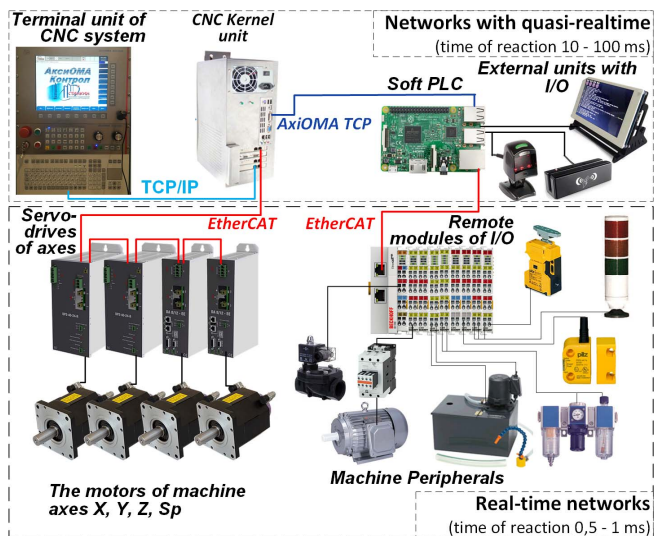 Terminal unit of
CNC system
CNC Kernel
unit
Networks with quasi-realtime
(time of reaction 10 - 100 ms)
Soft PLC
External units with
I/O
АксиОМА
Контрол
AxiOMA TCP
TCP/IP
Servo-
drives
of axes
EtherCAT
EtherCAT
Remote
modules of I/O
BECKHOFF
pilz
Machine Peripherals
The motors of machine
axes X, Y, Z, Sp
Real-time networks
(time of reaction 0,5 - 1 ms)